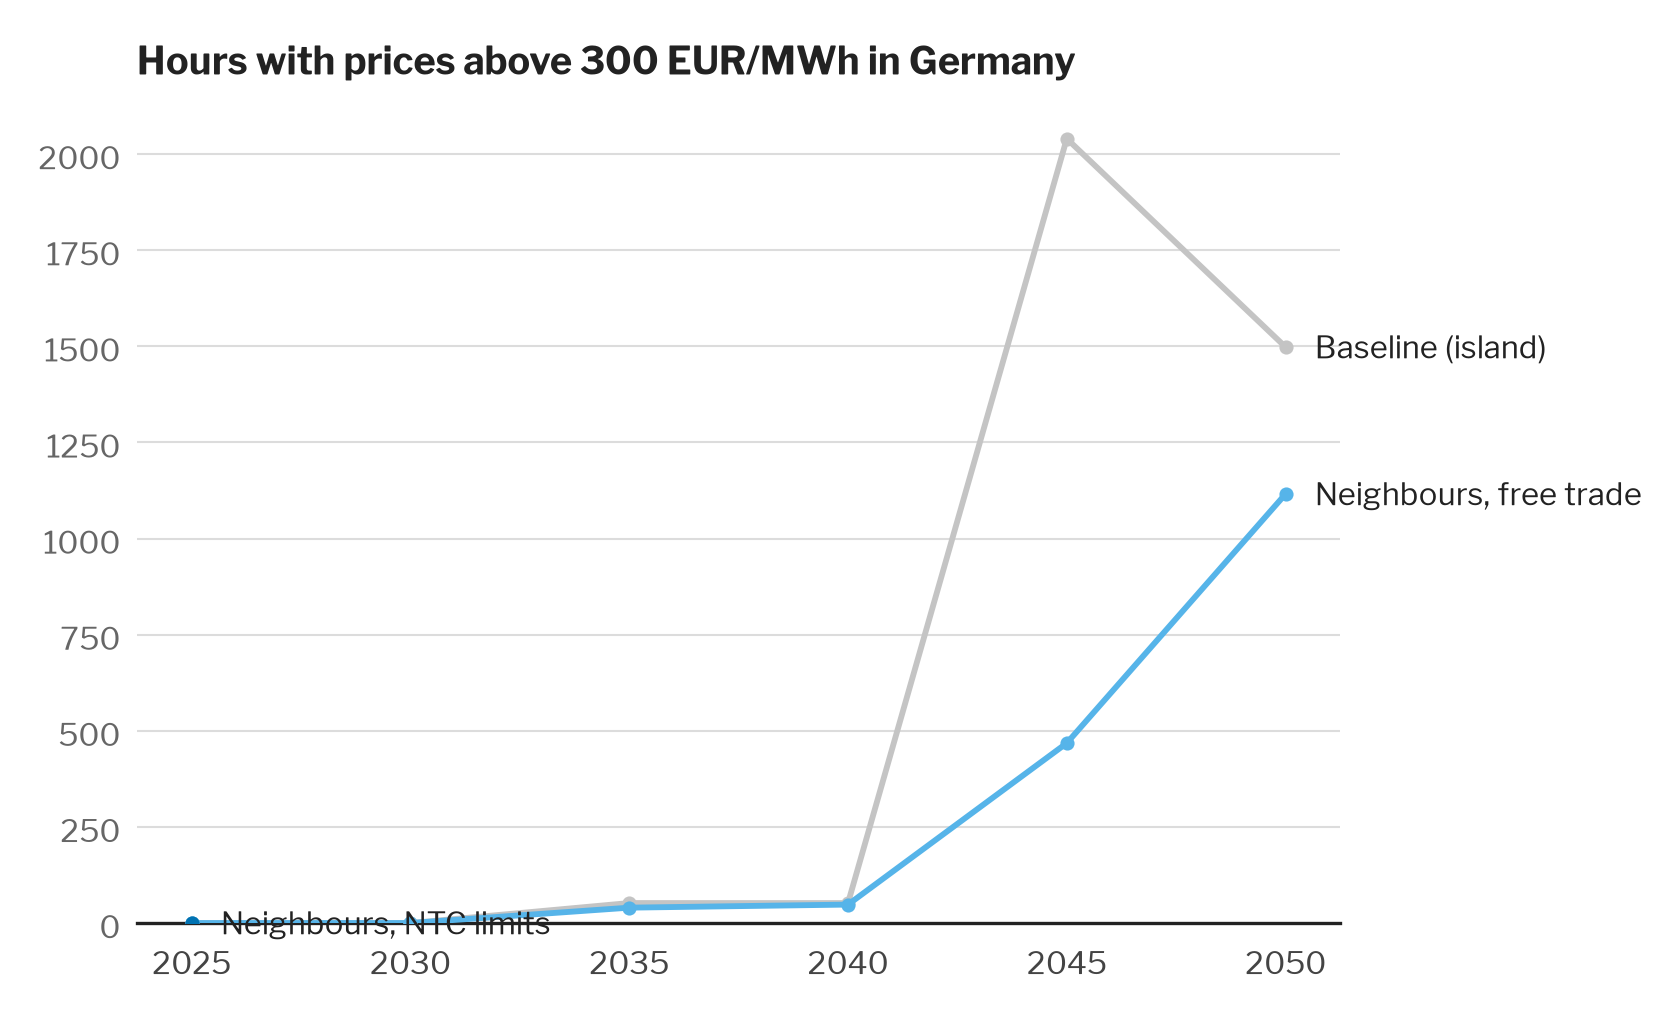 Hours with prices above 300 EUR/MWh in Germany
2000
1750
1500
Baseline (island)
1250
Neighbours, free trade
1000
750
500
250
0
Neighbours, NTC limits
2025 2030 2035 2040 2045 2050